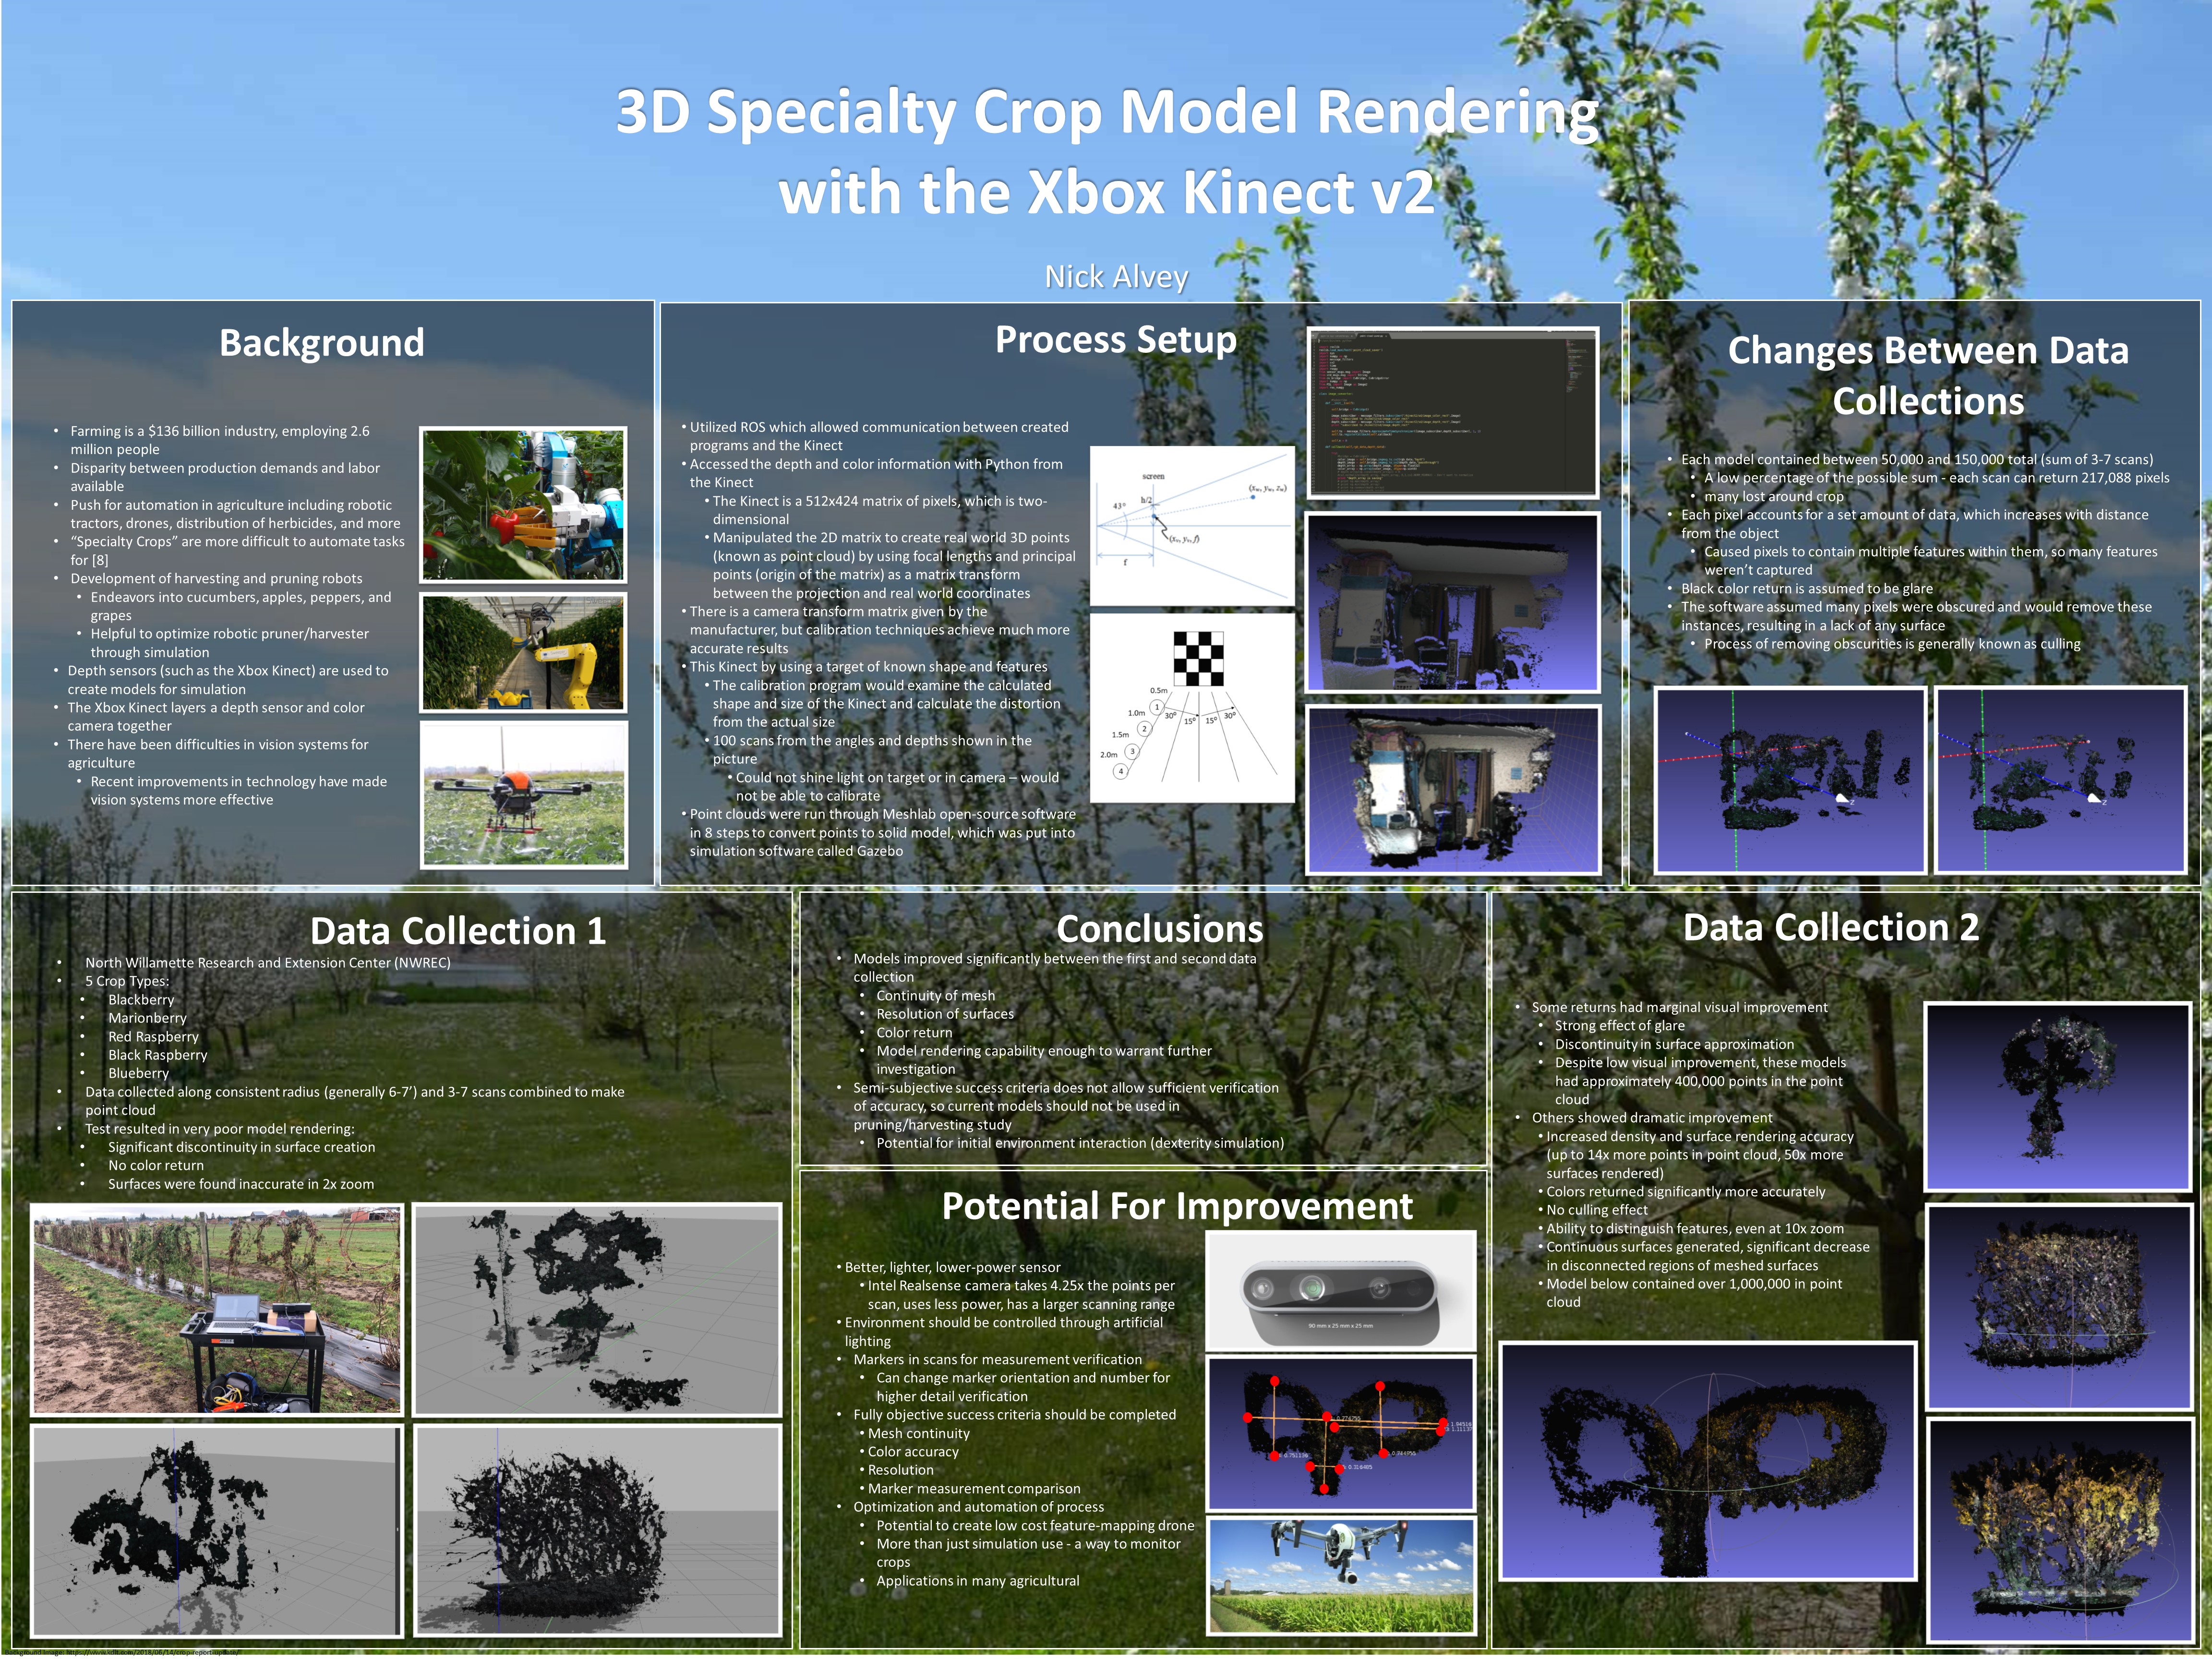 3D Specialty Crop Model Rendering
with the Xbox Kinect v2
Nick Alvey
Background
• Farming is a $136 billion industry, employing 2.6
million people
• Disparity between production demands and labor
available
• Push for automation in agriculture including robotic
tractors, drones, distribution of herbicides, and more
• “Specialty Crops” are more difficult to automate tasks
for [8]
• Development of harvesting and pruning robots
• Endeavors into cucumbers, apples, peppers, and
grapes
• Helpful to optimize robotic pruner/harvester
through simulation
• Depth sensors (such as the Xbox Kinect) are used to
create models for simulation
• The Xbox Kinect layers a depth sensor and color
camera together
• There have been difficulties in vision systems for
agriculture
• Recent improvements in technology have made
vision systems more effective
Process Setup
• Utilized ROS which allowed communication between created
programs and the Kinect
• Accessed the depth and color information with Python from
the Kinect
• The Kinect is a 512x424 matrix of pixels, which is two-
dimensional
• Manipulated the 2D matrix to create real world 3D points
(known as point cloud) by using focal lengths and principal
points (origin of the matrix) as a matrix transform
between the projection and real world coordinates
• There is a camera transform matrix given by the
manufacturer, but calibration techniques achieve much more
accurate results
• This Kinect by using a target of known shape and features
• The calibration program would examine the calculated
shape and size of the Kinect and calculate the distortion
from the actual size
• 100 scans from the angles and depths shown in the
picture
• Could not shine light on target or in camera – would
not be able to calibrate
• Point clouds were run through Meshlab open-source software
in 8 steps to convert points to solid model, which was put into
simulation software called Gazebo
screen
h/2
43°
f
0.5m
1.0m
1.5m
2.0m
1
2
3
4
30° 15° 15° 30°
Changes Between Data
Collections
• Each model contained between 50,000 and 150,000 total (sum of 3-7 scans)
• A low percentage of the possible sum - each scan can return 217,088 pixels
• many lost around crop
• Each pixel accounts for a set amount of data, which increases with distance
from the object
• Caused pixels to contain multiple features within them, so many features
weren’t captured
• Black color return is assumed to be glare
• The software assumed many pixels were obscured and would remove these
instances, resulting in a lack of any surface
• Process of removing obscurities is generally known as culling
Data Collection 1
• North Willamette Research and Extension Center (NWREC)
• 5 Crop Types:
• Blackberry
• Marionberry
• Red Raspberry
• Black Raspberry
• Blueberry
• Data collected along consistent radius (generally 6-7’) and 3-7 scans combined to make
point cloud
• Test resulted in very poor model rendering:
• Significant discontinuity in surface creation
• No color return
• Surfaces were found inaccurate in 2x zoom
Conclusions
• Models improved significantly between the first and second data
collection
• Continuity of mesh
• Resolution of surfaces
• Color return
• Model rendering capability enough to warrant further
investigation
• Semi-subjective success criteria does not allow sufficient verification
of accuracy, so current models should not be used in
pruning/harvesting study
• Potential for initial environment interaction (dexterity simulation)
Potential For Improvement
• Better, lighter, lower-power sensor
• Intel Realsense camera takes 4.25x the points per
scan, uses less power, has a larger scanning range
• Environment should be controlled through artificial
lighting
• Markers in scans for measurement verification
• Can change marker orientation and number for
higher detail verification
• Fully objective success criteria should be completed
• Mesh continuity
• Color accuracy
• Resolution
• Marker measurement comparison
• Optimization and automation of process
• Potential to create low cost feature-mapping drone
• More than just simulation use - a way to monitor
crops
• Applications in many agricultural
90 mm x 25 mm x 25 mm
Data Collection 2
• Some returns had marginal visual improvement
• Strong effect of glare
• Discontinuity in surface approximation
• Despite low visual improvement, these models
had approximately 400,000 points in the point
cloud
• Others showed dramatic improvement
• Increased density and surface rendering accuracy
(up to 14x more points in point cloud, 50x more
surfaces rendered)
• Colors returned significantly more accurately
• No culling effect
• Ability to distinguish features, even at 10x zoom
• Continuous surfaces generated, significant decrease
in disconnected regions of meshed surfaces
• Model below contained over 1,000,000 in point
cloud